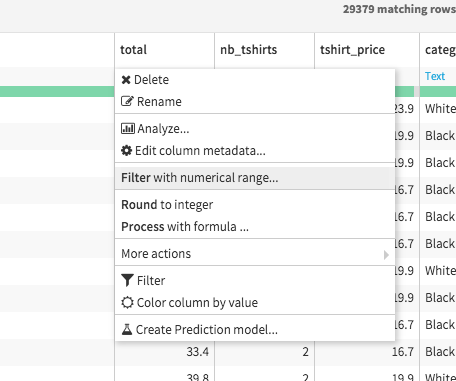 29379 matching rows
total nb_tshirts tshirt_price categ
Text
Delete
Rename
23.9 White
Analyze...
19.9 Black
Edit column metadata...
19.9 Black
Filter with numerical range...
16.7 Black
Round to integer
16.7 Black
Process with formula ...
16.7 Black
More actions
19.9 White
Filter
19.9 Black
Color column by value
16.7 Black
Create Prediction model...
33.4 2 16.7 Black
39.8 2 19.9 White